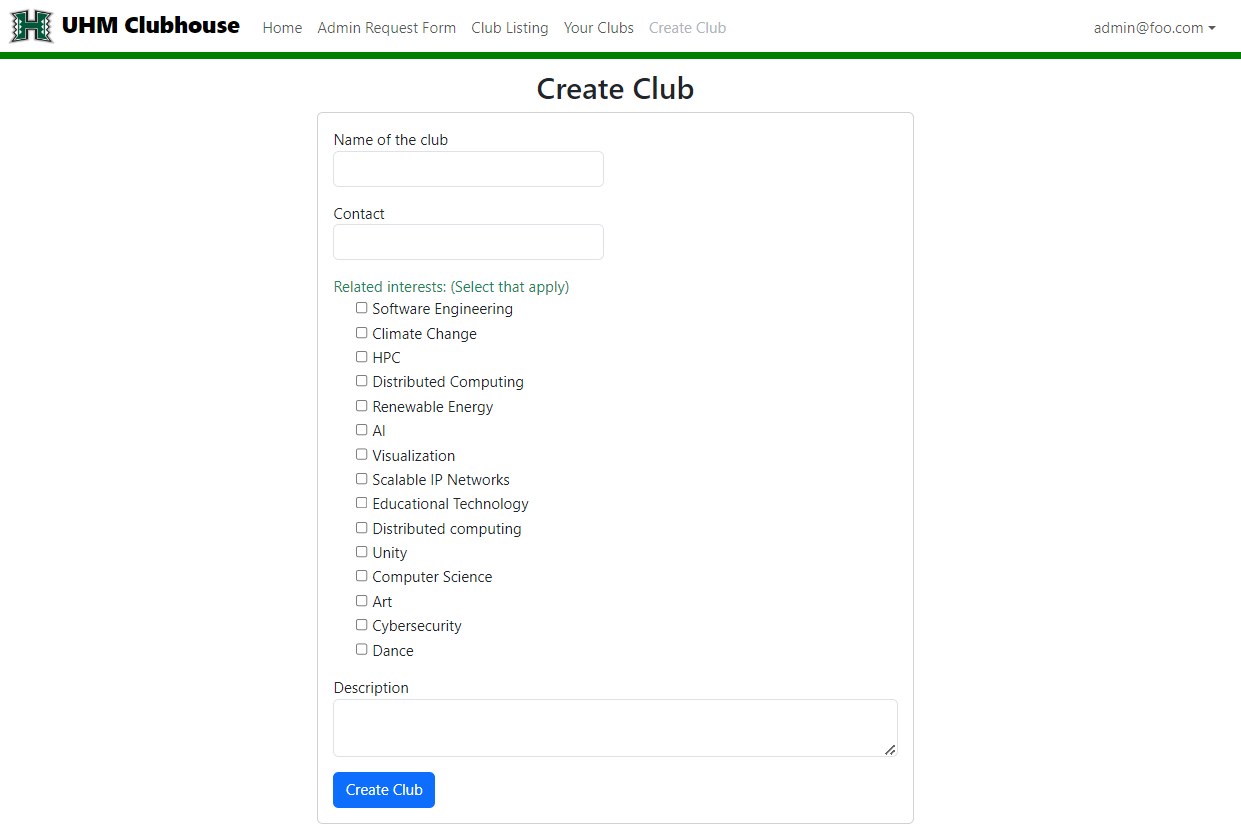 UHM Clubhouse Home Admin Request Form Club Listing Your Clubs Create Club admin@foo.com
Create Club
Name of the club
Contact
Related interests: (Select that apply)
Software Engineering
Climate Change
HPC
Distributed Computing
Renewable Energy
AI
Visualization
Scalable IP Networks
Educational Technology
Distributed computing
Unity
Computer Science
Art
Cybersecurity
Dance
Description
Create Club